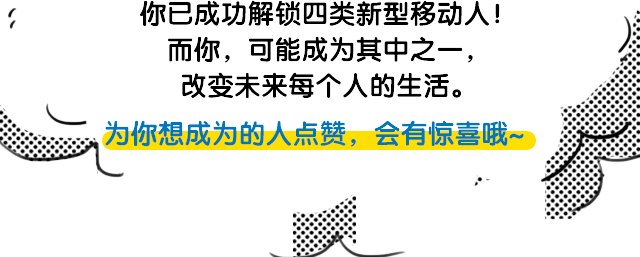 你已成功解锁四类新型移动人!
而你，可能成为其中之一，
改变未来每个人的生活。
为你想成为的人点赞，会有惊喜哦~